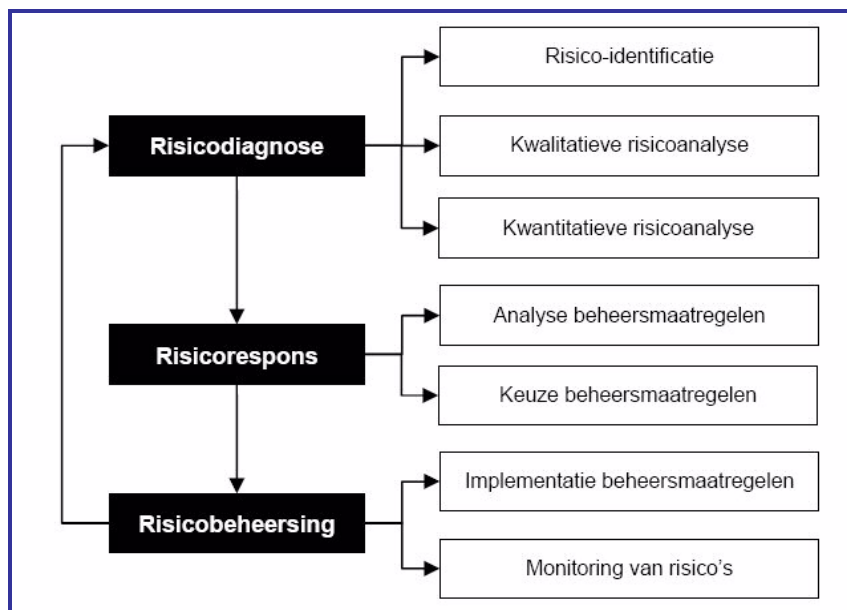 Risicodiagnose
Risico-identificatie
Kwalitatieve risicoanalyse
Kwantitatieve risicoanalyse
Risicorespons
Analyse beheersmaatregelen
Keuze beheersmaatregelen
Risicobeheersing
Implementatie beheersmaatregelen
Monitoring van risico's